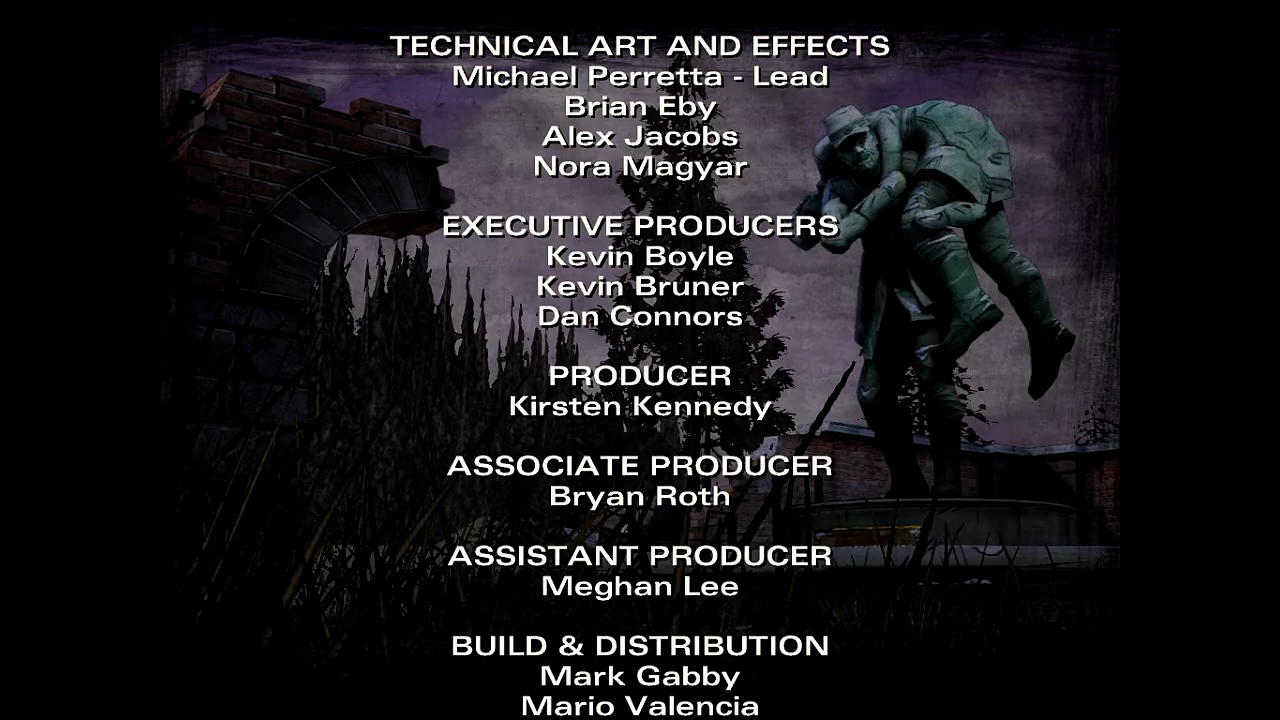 TECHNICAL ART AND EFFECTS
Michael Perretta - Lead
Brian Eby
Alex Jacobs
Nora Magyar
EXECUTIVE PRODUCERS
Kevin Boyle
Kevin Bruner
Dan Connors
PRODUCER
Kirsten Kennedy
ASSOCIATE PRODUCER
Bryan Roth
ASSISTANT PRODUCER
Meghan Lee
BUILD & DISTRIBUTION
Mark Gabby
Mario Valencia